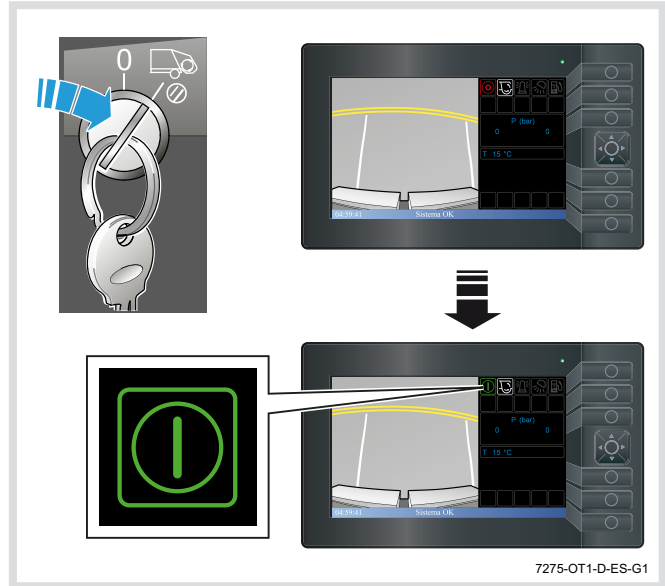 0
P (bar)
0 0
T 15 °C
04:59:41 Sistema OK
P (bar)
0 0
T 15 °C
04:59:41 Sistema OK
7275-OT1-D-ES-G1